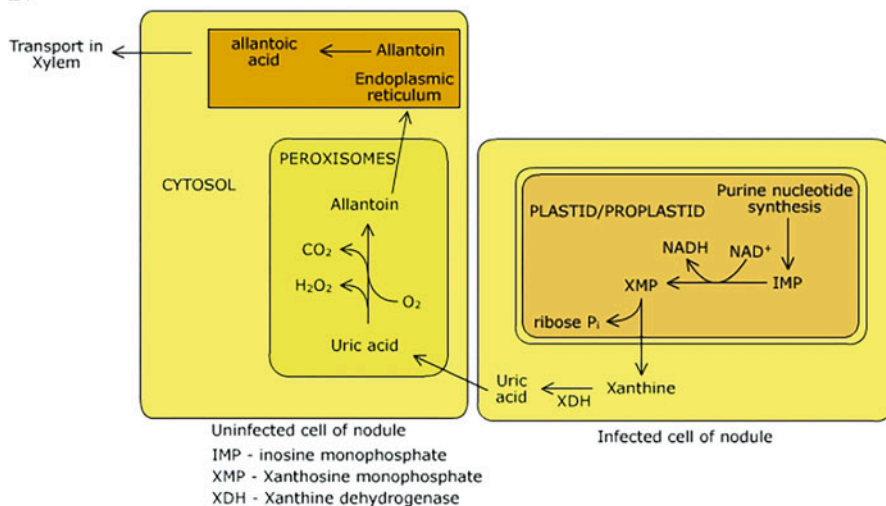 Transport in
Xylem
allantoic
acid
Allantoin
Endoplasmic
reticulum
CYTOSOL
PEROXISOMES
Allantoin
CO₂
H₂O₂
O₂
Uric acid
PLASTID/PROPLASTID
Purine nucleotide
synthesis
NADH
NAD⁺
XMP
IMP
ribose Pᵢ
Uric
acid
XDH
Xanthine
Uninfected cell of nodule
Infected cell of nodule
IMP - inosine monophosphate
XMP - Xanthosine monophosphate
XDH - Xanthine dehydrogenase